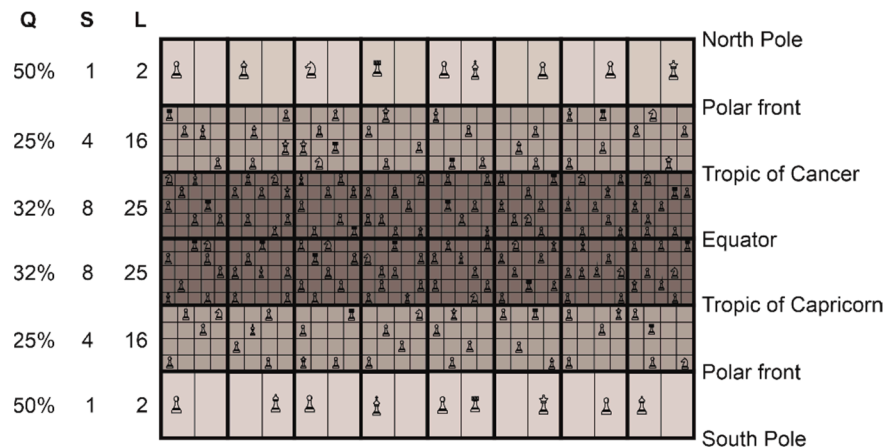 Q S L
North Pole
50% 1 2
Polar front
25% 4 16
Tropic of Cancer
32% 8 25
Equator
32% 8 25
Tropic of Capricorn
25% 4 16
Polar front
50% 1 2
South Pole